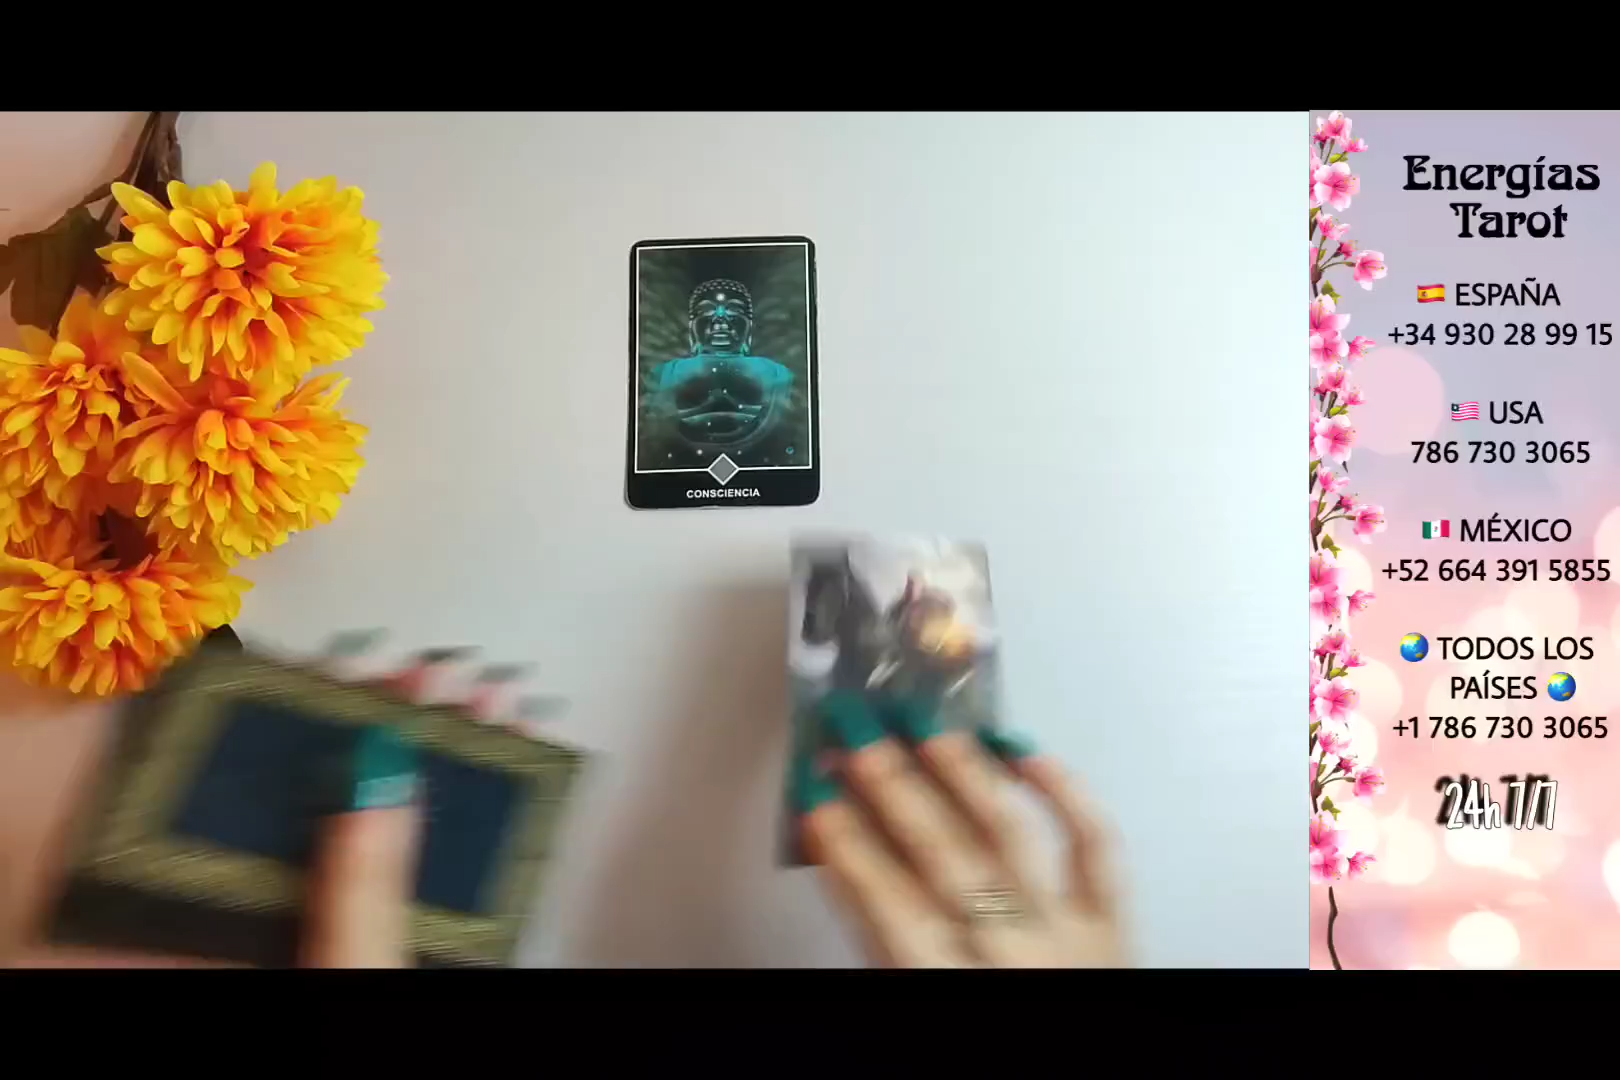 CONSCIENCIA
Energías
Tarot
ESPAÑA
+34 930 28 99 15
USA
786 730 3065
MÉXICO
+52 664 391 5855
TODOS LOS
PAÍSES
+1 786 730 3065
24h 7/7